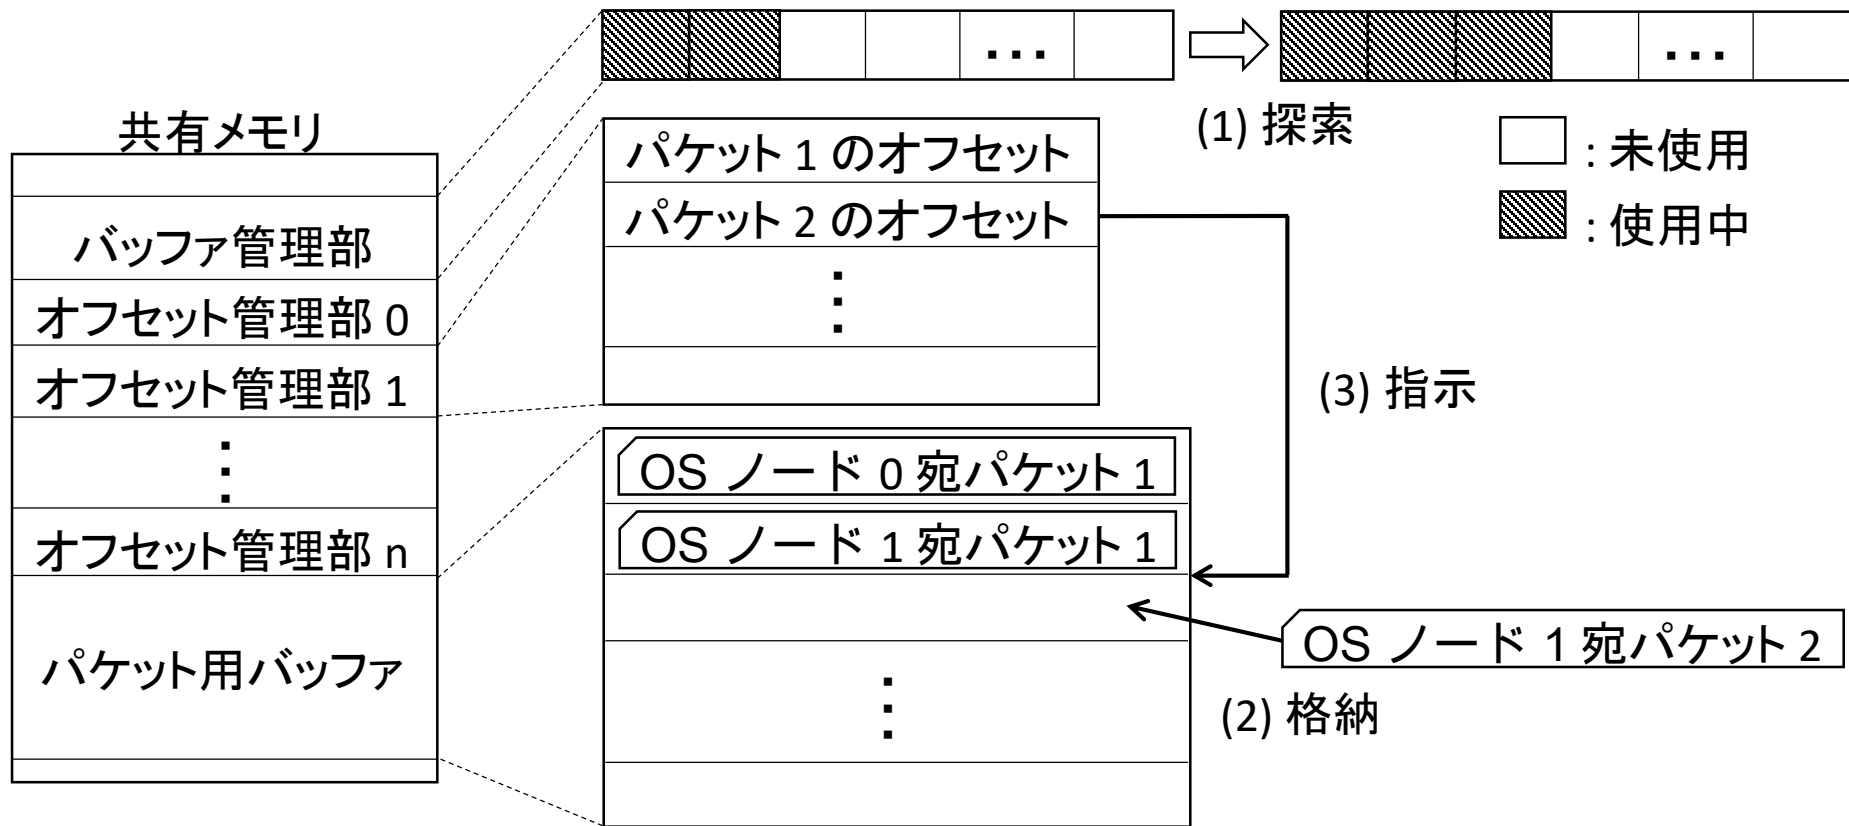 (1) 探索
: 未使用
: 使用中
共有メモリ
バッファ管理部
オフセット管理部 0
オフセット管理部 1
オフセット管理部 n
パケット用バッファ
パケット 1 のオフセット
パケット 2 のオフセット
(3) 指示
OS ノード 0 宛パケット 1
OS ノード 1 宛パケット 1
OS ノード 1 宛パケット 2
(2) 格納